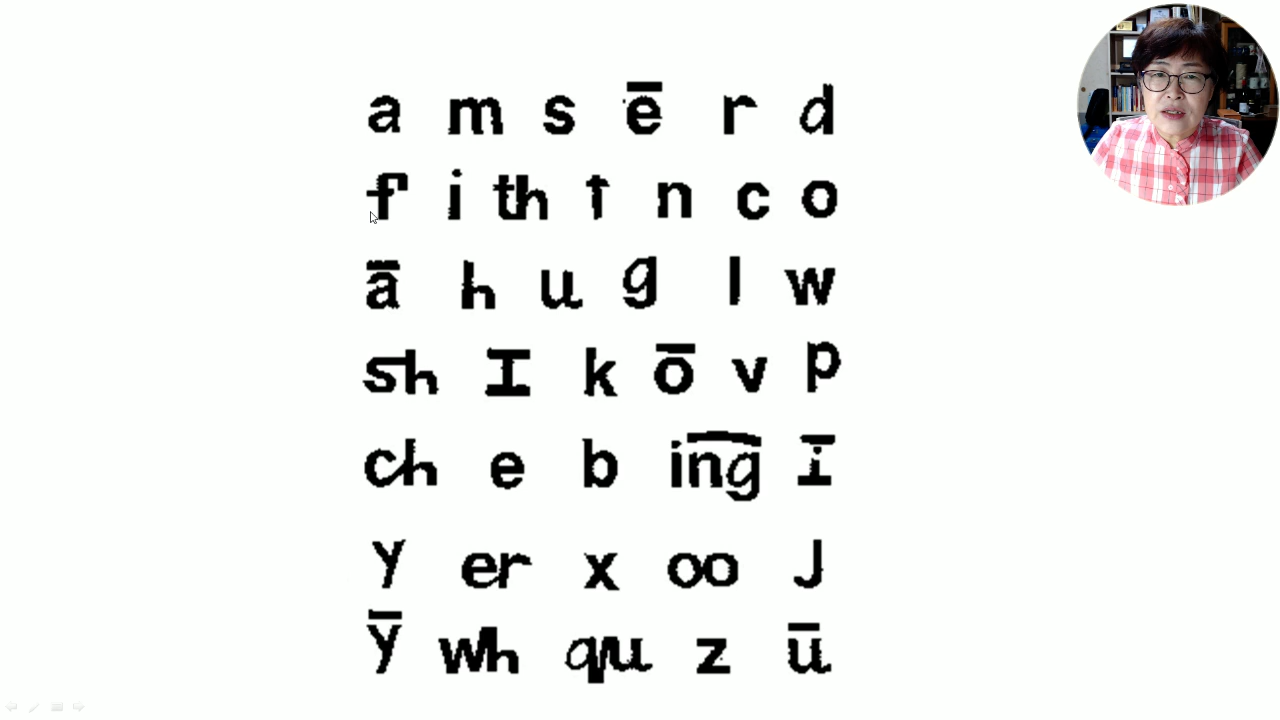 a m s ē r d
f i th t n c o
ā h u g l w
sh I k ō v p
ch e b ing ī
y er x oo J
ȳ wh qu z ū